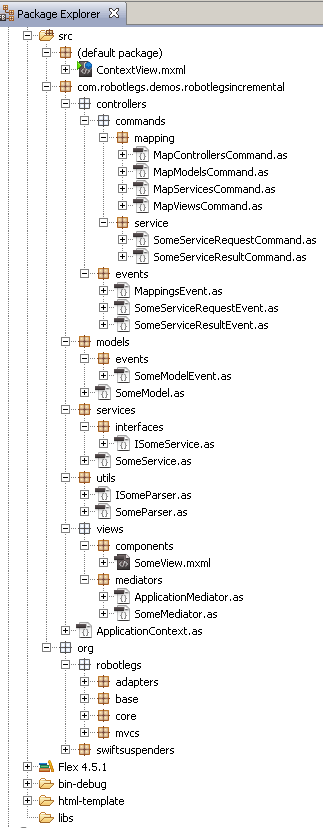 Package Explorer
src
(default package)
ContextView.mxml
com.robotlegs.demos.robotlegsincremental
controllers
commands
mapping
MapControllersCommand.as
MapModelsCommand.as
MapServicesCommand.as
MapViewsCommand.as
service
SomeServiceRequestCommand.as
SomeServiceResultCommand.as
events
MappingsEvent.as
SomeServiceRequestEvent.as
SomeServiceResultEvent.as
models
events
SomeModelEvent.as
SomeModel.as
services
interfaces
ISomeService.as
SomeService.as
utils
ISomeParser.as
SomeParser.as
views
components
SomeView.mxml
mediators
ApplicationMediator.as
SomeMediator.as
ApplicationContext.as
org
robotlegs
adapters
base
core
mvcs
swiftsuspenders
Flex 4.5.1
bin-debug
html-template
libs